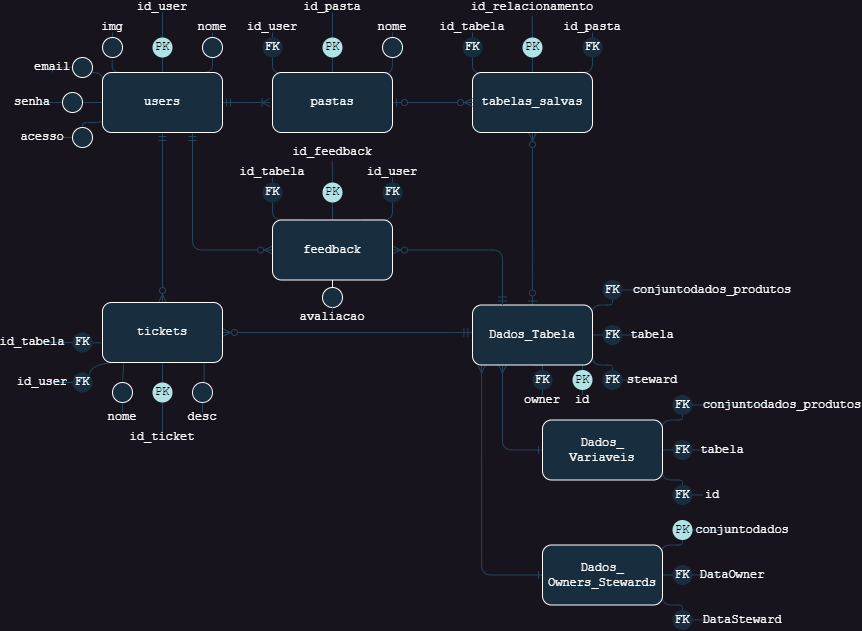 id_user
id_pasta
id_relacionamento
img
nome
id_user
nome
id_tabela
id_pasta
PK
FK
PK
FK
PK
FK
email
senha
acesso
users
pastas
tabelas_salvas
id_feedback
id_tabela
id_user
FK
PK
FK
feedback
avaliacao
tickets
id_tabela
FK
id_user
FK
PK
nome
desc
id_ticket
Dados_Tabela
FK
conjuntodados_produtos
FK
tabela
FK
steward
FK
PK
owner
id
Dados_
Variaveis
FK
conjuntodados_produtos
FK
tabela
FK
id
Dados_
Owners_Stewards
PK
conjuntodados
FK
DataOwner
FK
DataSteward